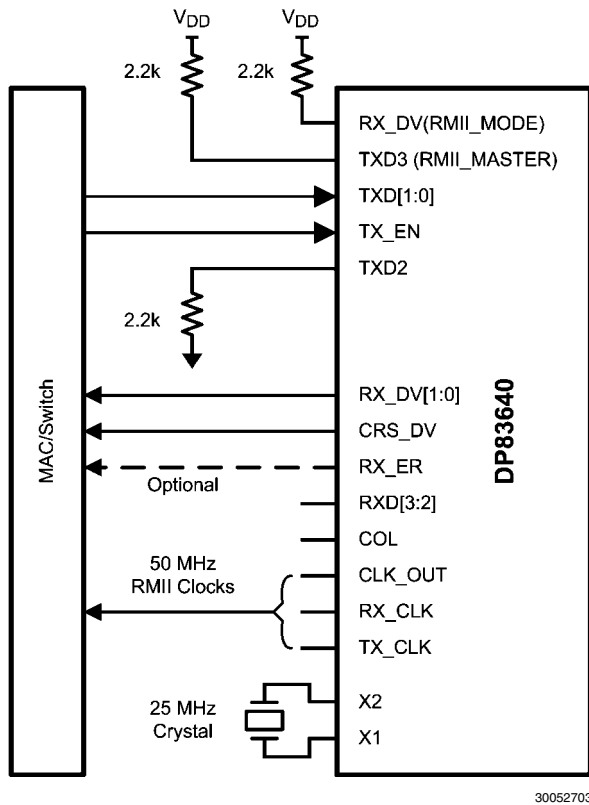 VDD VDD
2.2k 2.2k
RX_DV(RMII_MODE)
TXD3 (RMII_MASTER)
TXD[1:0]
TX_EN
TXD2
2.2k
MAC/Switch
DP83640
RX_DV[1:0]
CRS_DV
RX_ER
Optional
RXD[3:2]
COL
50 MHz
RMII Clocks
CLK_OUT
RX_CLK
TX_CLK
25 MHz
Crystal
X2
X1
30052703